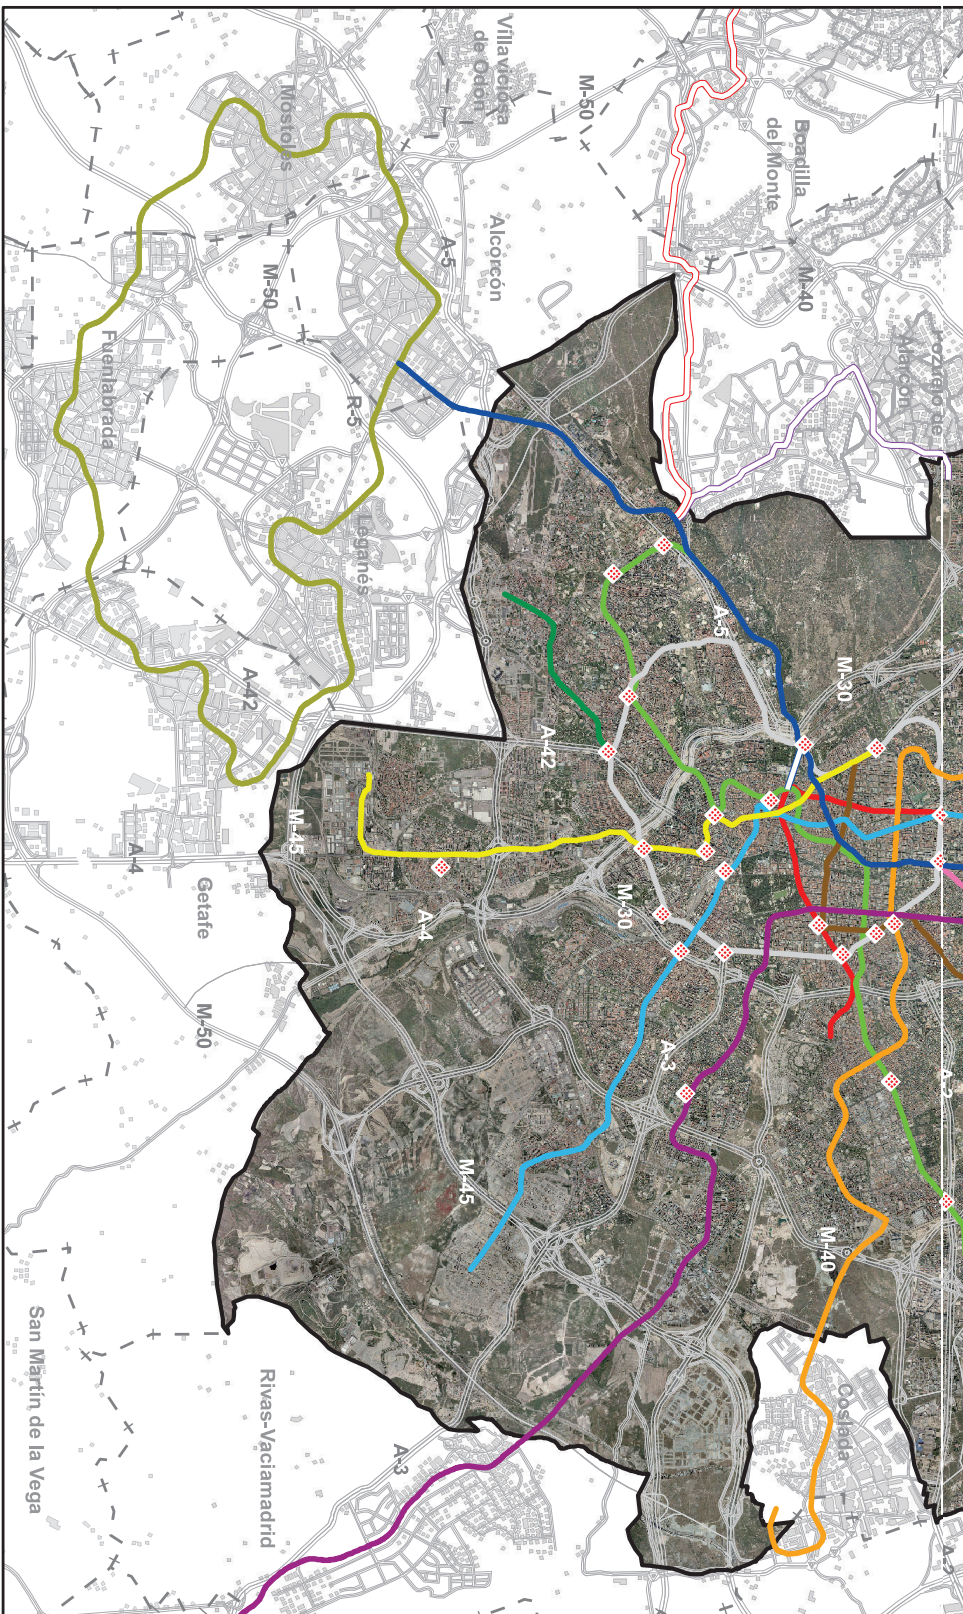 Villaviciosa
de Odón
M-50
Boadilla
del Monte
M-40
Pozuelo de
Alarcón
Móstoles
A-5
Alcorcón
M-50
R-5
Fuenlabrada
Leganés
A-42
A-5
M-30
A-42
M-45
A-4
Getafe
M-50
A-4
M-30
A-3
A-2
M-45
M-40
San Martín de la Vega
Rivas-Vaciamadrid
A-3
Coslada
A-2